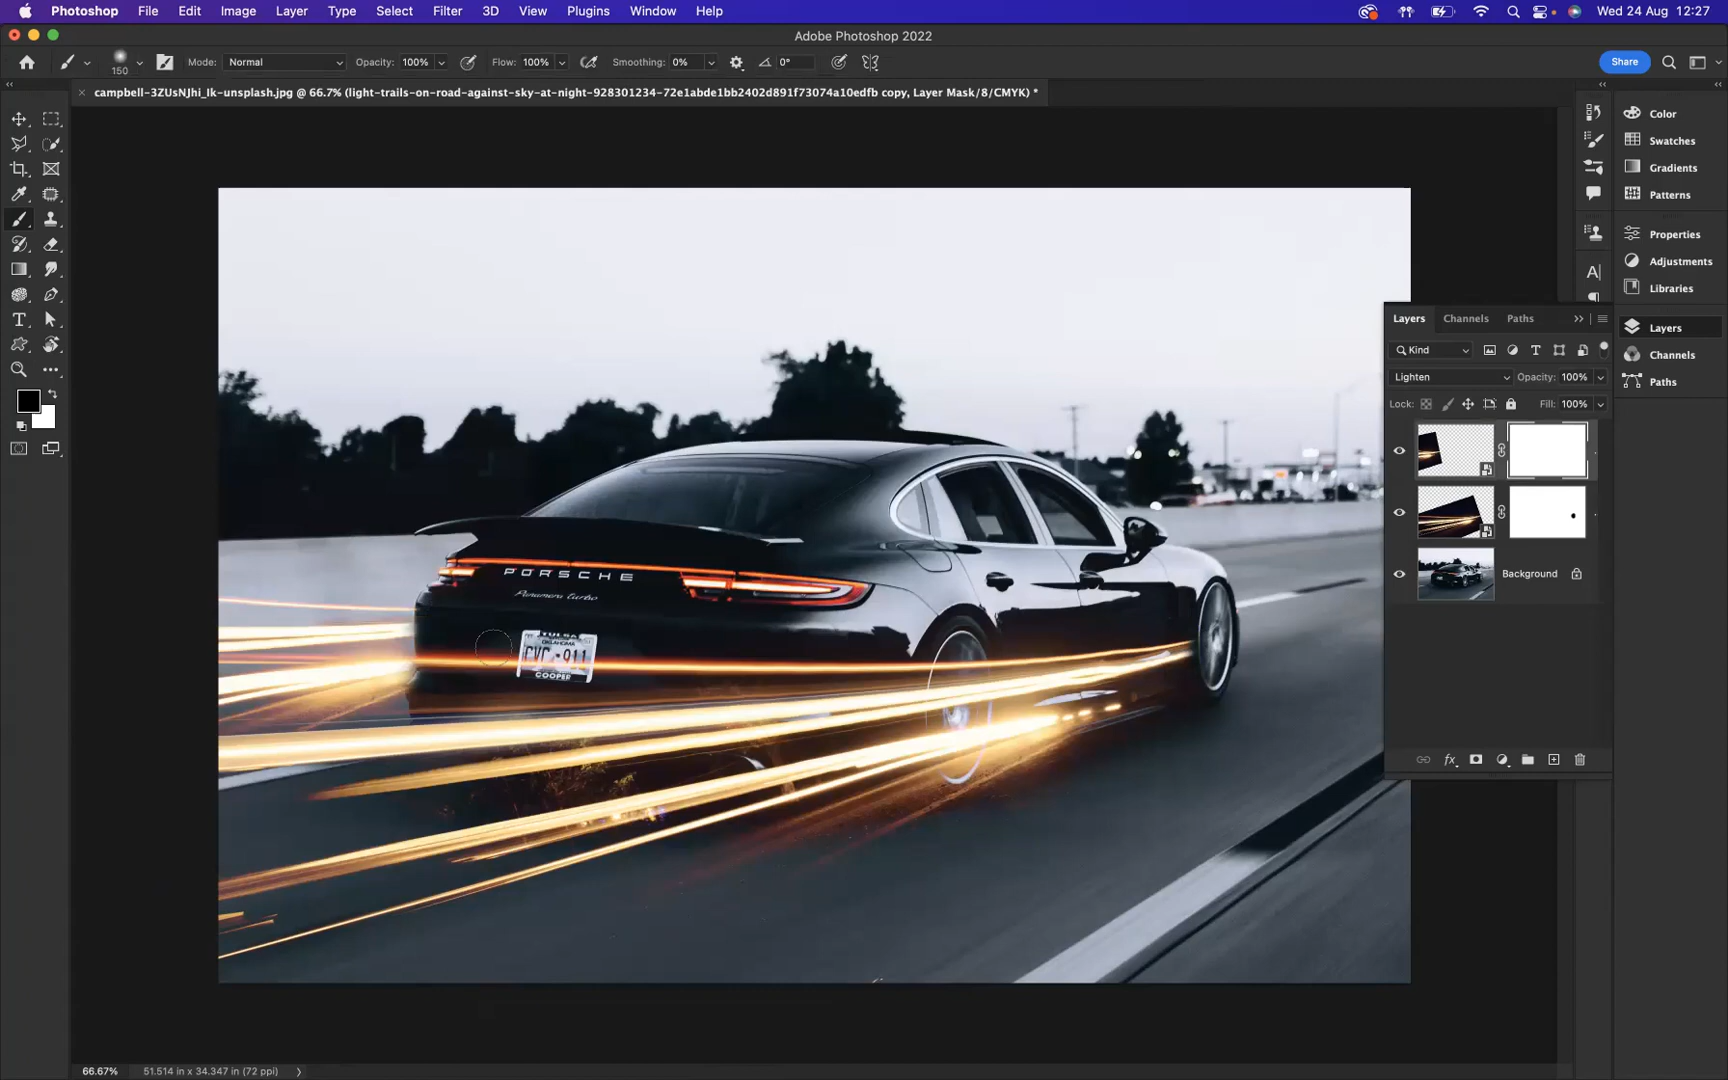 Photoshop File Edit Image Layer Type Select Filter 3D View Plugins Window Help Wed 24 Aug 12:27
Adobe Photoshop 2022
150 Mode: Normal Opacity: 100% Flow: 100% Smoothing: 0% 0° Share
campbell-3ZUsNJhi_Ik-unsplash.jpg @ 66.7% (light-trails-on-road-against-sky-at-night-928301234-72e1abde1bb2402d891f73074a10edfb copy, Layer Mask/8/CMYK) *
Color
Swatches
Gradients
Patterns
Properties
Adjustments
Libraries
Layers
Channels
Paths
Layers Channels Paths
Kind
Lighten Opacity: 100%
Lock: Fill: 100%
Background
PORSCHE
Panamera turbo
TULSA
OKLAHOMA
CVC-911
COOPER
66.67% 51.514 in x 34.347 in (72 ppi)